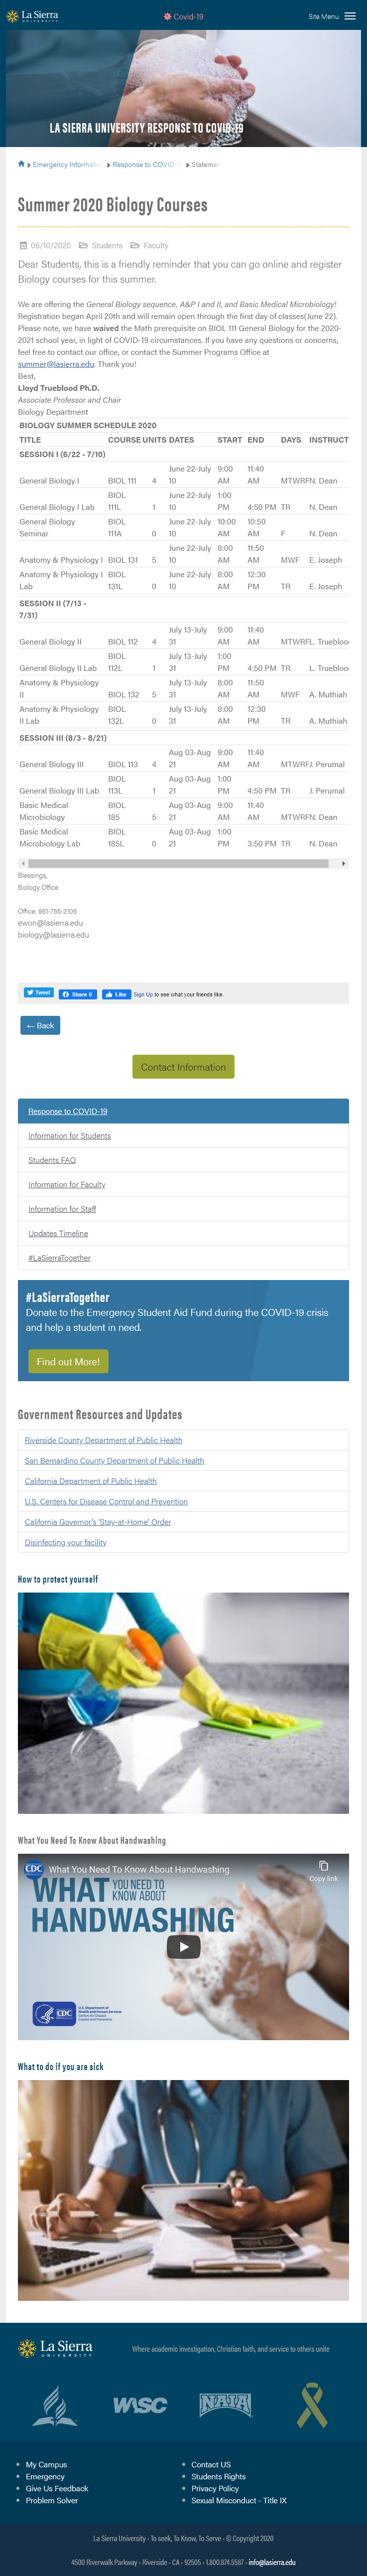 La Sierra
UNIVERSITY
Covid-19
Site Menu
LA SIERRA UNIVERSITY RESPONSE TO COVID-19
Emergency Information
Response to COVID-
Statement
Summer 2020 Biology Courses
06/10/2020 Students Faculty
Dear Students, this is a friendly reminder that you can go online and register
Biology courses for this summer.
We are offering the General Biology sequence, A&P I and II, and Basic Medical Microbiology!
Registration began April 20th and will remain open through the first day of classes(June 22).
Please note, we have waived the Math prerequisite on BIOL 111 General Biology for the 2020-
2021 school year, in light of COVID-19 circumstances. If you have any questions or concerns,
feel free to contact our office, or contact the Summer Programs Office at
summer@lasierra.edu. Thank you!
Best,
Lloyd Trueblood Ph.D.
Associate Professor and Chair
Biology Department
BIOLOGY SUMMER SCHEDULE 2020
TITLE COURSE UNITS DATES START END DAYS INSTRUCT
SESSION I (6/22 - 7/10)
General Biology I BIOL 111 4 June 22-July 10 9:00 AM 11:40 AM MTWRF N. Dean
General Biology I Lab BIOL 111L 1 June 22-July 10 1:00 PM 4:50 PM TR N. Dean
General Biology Seminar BIOL 111A 0 June 22-July 10 10:00 AM 10:50 AM F N. Dean
Anatomy & Physiology I BIOL 131 5 June 22-July 10 8:00 AM 11:50 AM MWF E. Joseph
Anatomy & Physiology I Lab BIOL 131L 0 June 22-July 10 8:00 AM 12:30 PM TR E. Joseph
SESSION II (7/13 - 7/31)
General Biology II BIOL 112 4 July 13-July 31 9:00 AM 11:40 AM MTWRF L. Trueblood
General Biology II Lab BIOL 112L 1 July 13-July 31 1:00 PM 4:50 PM TR L. Trueblood
Anatomy & Physiology II BIOL 132 5 July 13-July 31 8:00 AM 11:50 AM MWF A. Muthiah
Anatomy & Physiology II Lab BIOL 132L 0 July 13-July 31 8:00 AM 12:30 PM TR A. Muthiah
SESSION III (8/3 - 8/21)
General Biology III BIOL 113 4 Aug 03-Aug 21 9:00 AM 11:40 AM MTWRF J. Perumal
General Biology III Lab BIOL 113L 1 Aug 03-Aug 21 1:00 PM 4:50 PM TR J. Perumal
Basic Medical Microbiology BIOL 185 5 Aug 03-Aug 21 9:00 AM 11:40 AM MTWRF N. Dean
Basic Medical Microbiology Lab BIOL 185L 0 Aug 03-Aug 21 1:00 PM 3:50 PM TR N. Dean
Blessings,
Biology Office
Office: 951-785-2105
ewon@lasierra.edu
biology@lasierra.edu
Tweet Share 0 Like Sign Up to see what your friends like.
← Back
Contact Information
Response to COVID-19
Information for Students
Students FAQ
Information for Faculty
Information for Staff
Updates Timeline
#LaSierraTogether
#LaSierraTogether
Donate to the Emergency Student Aid Fund during the COVID-19 crisis
and help a student in need.
Find out More!
Government Resources and Updates
Riverside County Department of Public Health
San Bernardino County Department of Public Health
California Department of Public Health
U.S. Centers for Disease Control and Prevention
California Governor's 'Stay-at-Home' Order
Disinfecting your facility
How to protect yourself
What You Need To Know About Handwashing
CDC What You Need To Know About Handwashing
Copy link
WHAT YOU NEED TO KNOW ABOUT
HANDWASHING
CDC
U.S. Department of
Health and Human Services
Centers for Disease
Control and Prevention
What to do if you are sick
La Sierra
UNIVERSITY
Where academic investigation, Christian faith, and service to others unite
WASC
NAIA
My Campus
Emergency
Give Us Feedback
Problem Solver
Contact US
Students Rights
Privacy Policy
Sexual Misconduct - Title IX
La Sierra University • To seek, To Know, To Serve • © Copyright 2020
4500 Riverwalk Parkway • Riverside • CA • 92505 • 1.800.874.5587 • info@lasierra.edu